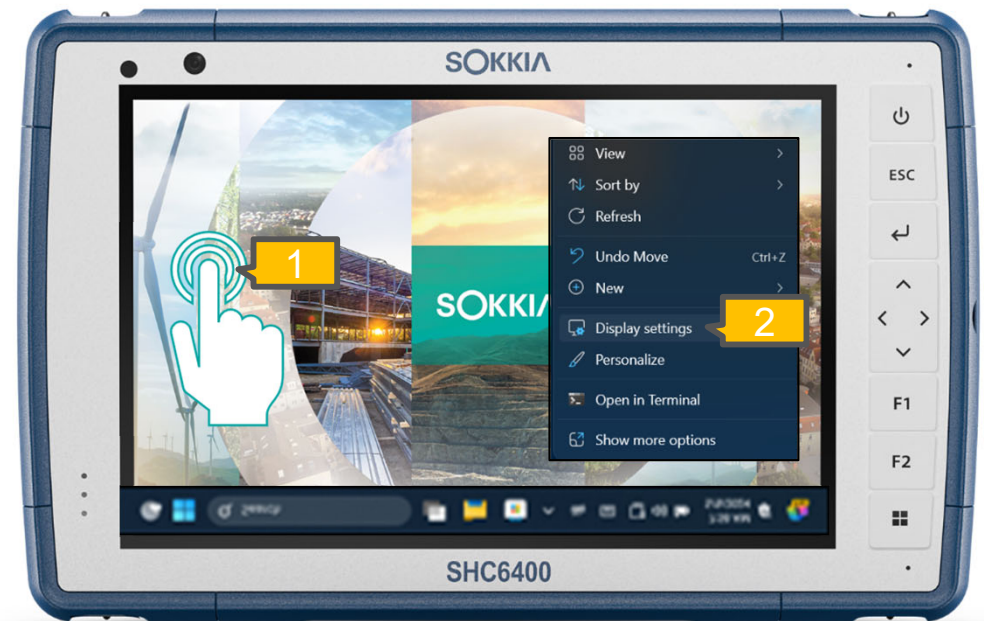 SOKKIA
ESC
View
Sort by
Refresh
1
Undo Move Ctrl+Z
New
SOKKIA
2
Display settings
Personalize
Open in Terminal
F1
Show more options
F2
SHC6400